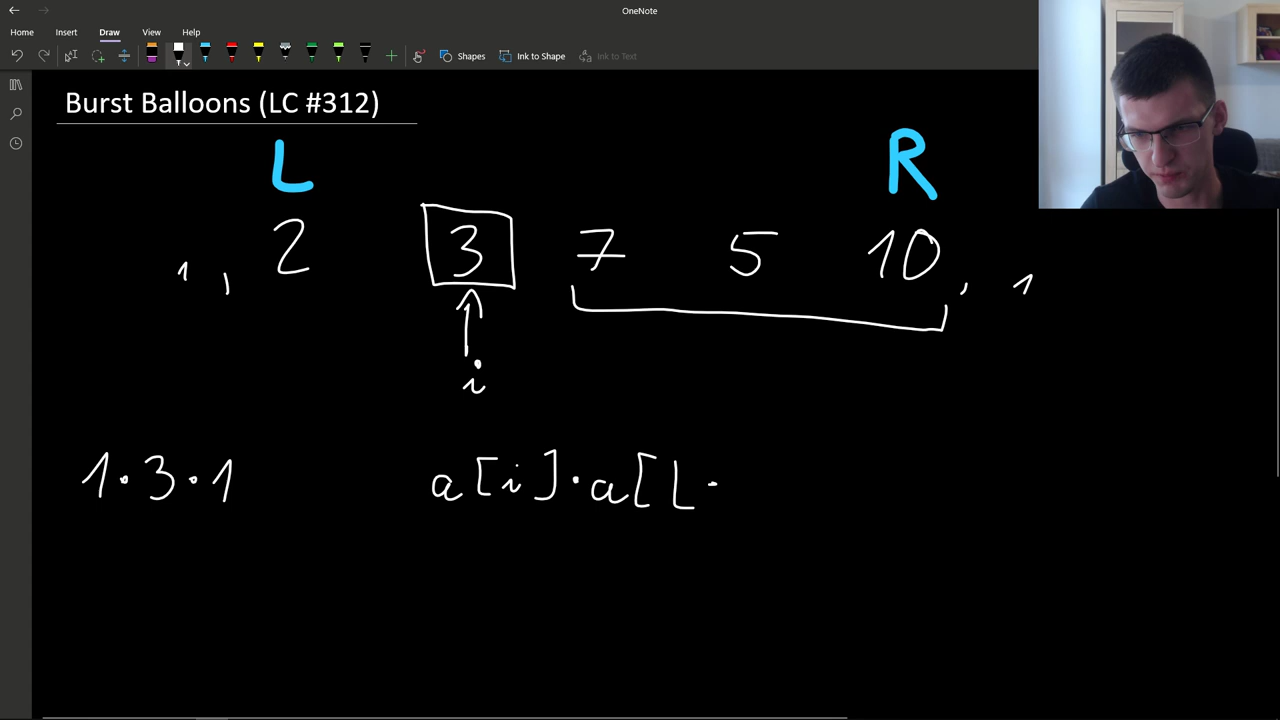 OneNote
Home Insert Draw View Help
Shapes Ink to Shape Ink to Text
Burst Balloons (LC #312)
L R
1, 2 3 7 5 10, 1
i
1·3·1 a[i]·a[L-